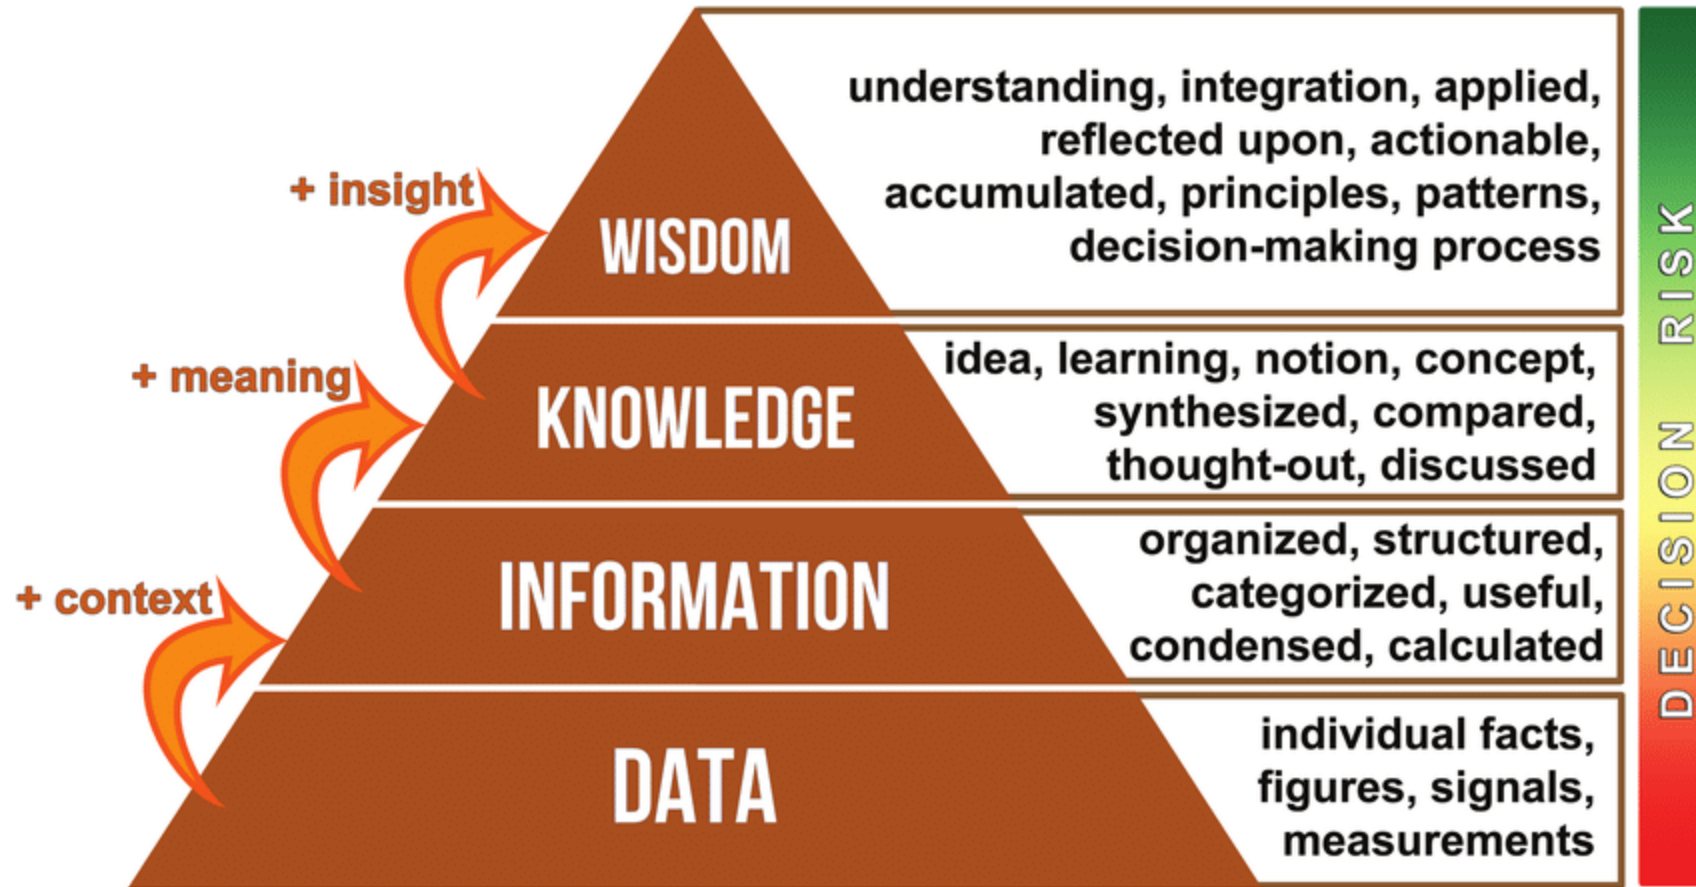 understanding, integration, applied,
reflected upon, actionable,
accumulated, principles, patterns,
decision-making process
+ insight
WISDOM
idea, learning, notion, concept,
synthesized, compared,
thought-out, discussed
+ meaning
KNOWLEDGE
organized, structured,
categorized, useful,
condensed, calculated
+ context
INFORMATION
individual facts,
figures, signals,
measurements
DATA
DECISION RISK